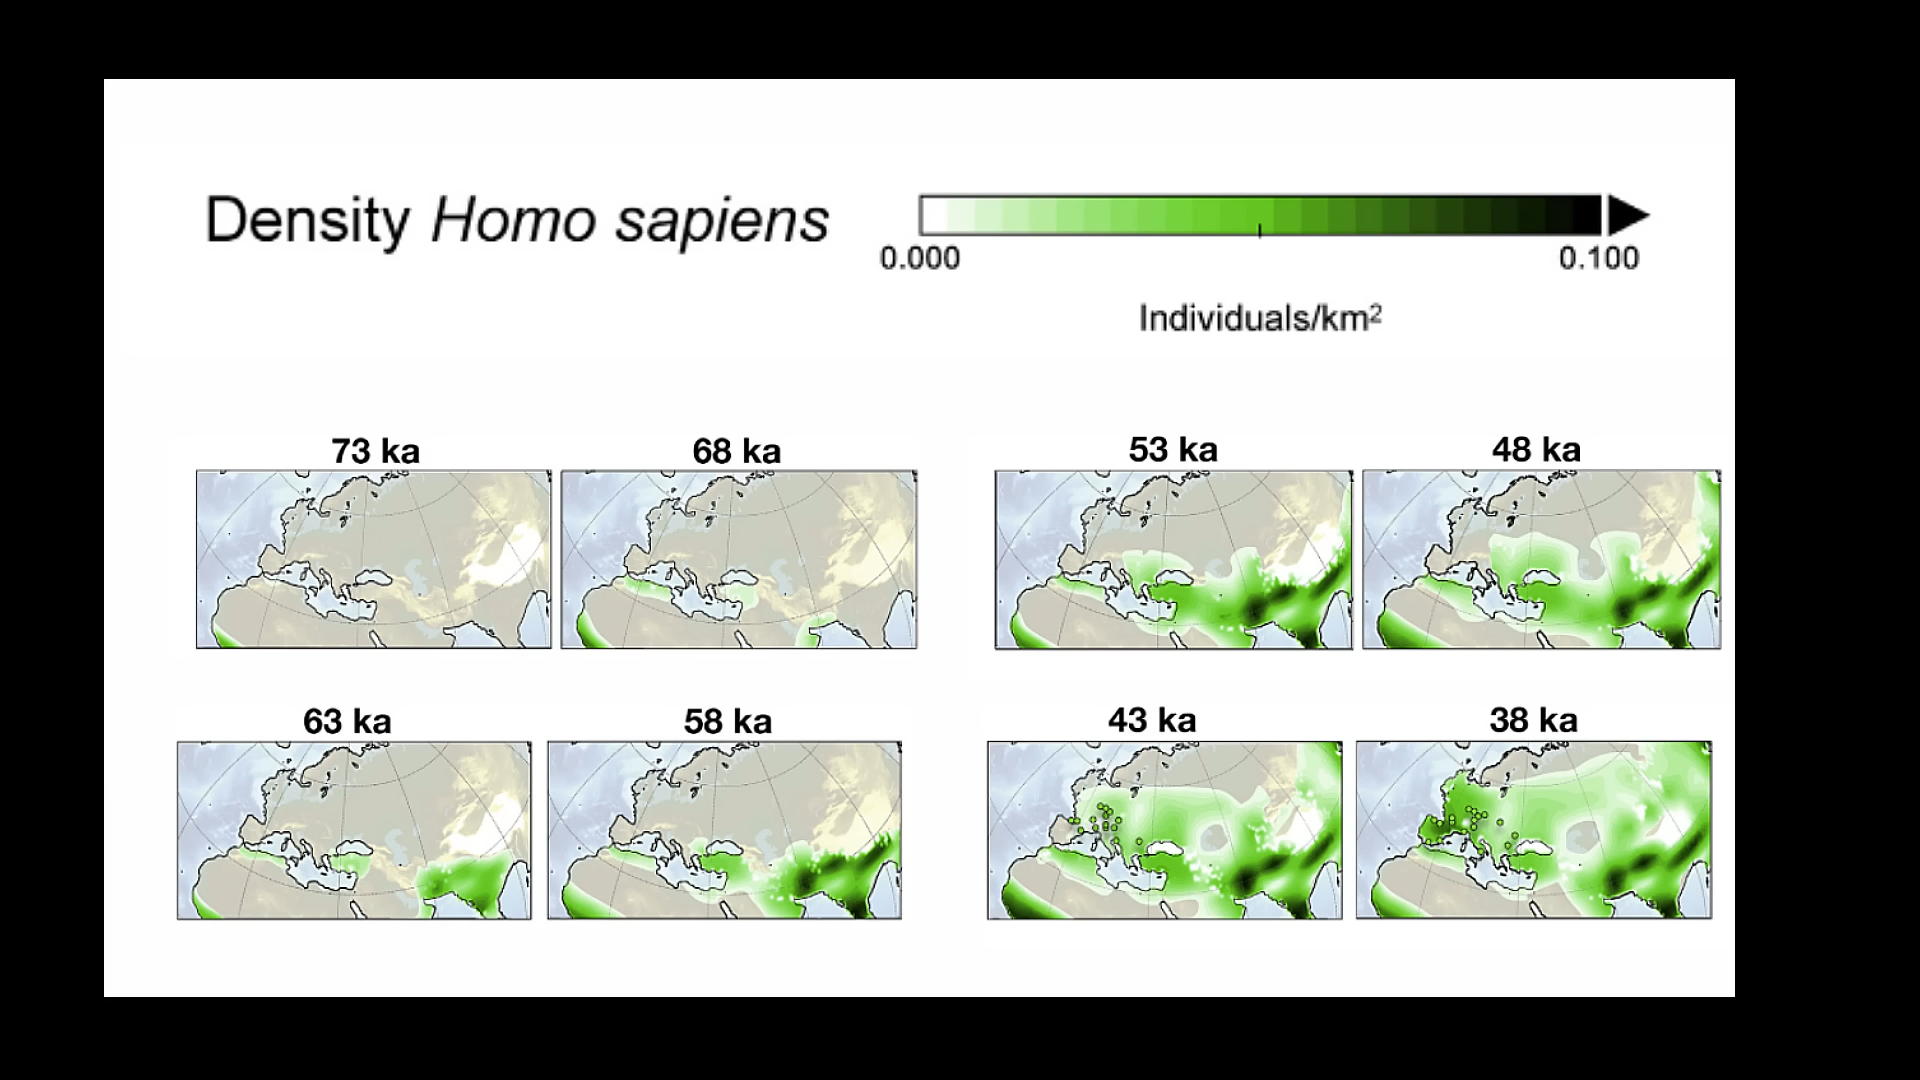 Density Homo sapiens
0.000
0.100
Individuals/km²
73 ka
68 ka
53 ka
48 ka
63 ka
58 ka
43 ka
38 ka